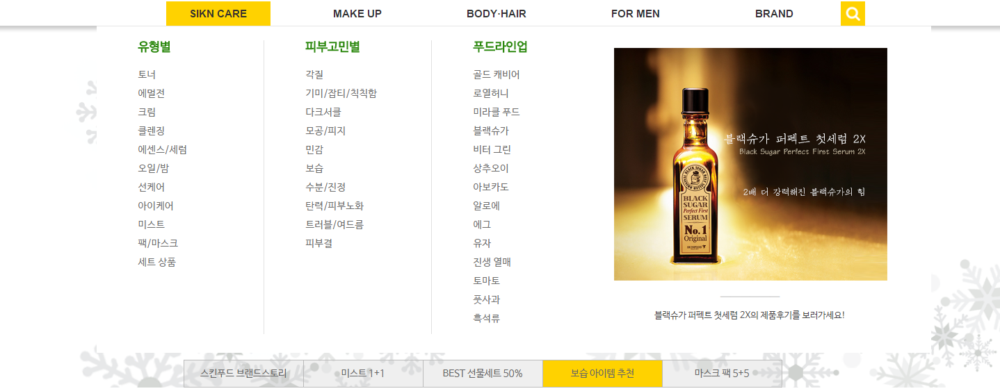 SIKN CARE
MAKE UP
BODY·HAIR
FOR MEN
BRAND
유형별
토너
에멀전
크림
클렌징
에센스/세럼
오일/밤
선케어
아이케어
미스트
팩/마스크
세트 상품
피부고민별
각질
기미/잡티/칙칙함
다크서클
모공/피지
민감
보습
수분/진정
탄력/피부노화
트러블/여드름
피부결
푸드라인업
골드 캐비어
로열허니
미라클 푸드
블랙슈가
비터 그린
상추오이
아보카도
알로에
에그
유자
진생 열매
토마토
풋사과
흑석류
블랙슈가 퍼펙트 첫세럼 2X
Black Sugar Perfect First Serum 2X
2배 더 강력해진 블랙슈가의 힘
BLACK
SUGAR
Perfect First
SERUM
No.1
Original
SKINFOOD
블랙슈가 퍼펙트 첫세럼 2X의 제품후기를 보러가세요!
스킨푸드 브랜드스토리
미스트 1+1
BEST 선물세트 50%
보습 아이템 추천
마스크 팩 5+5